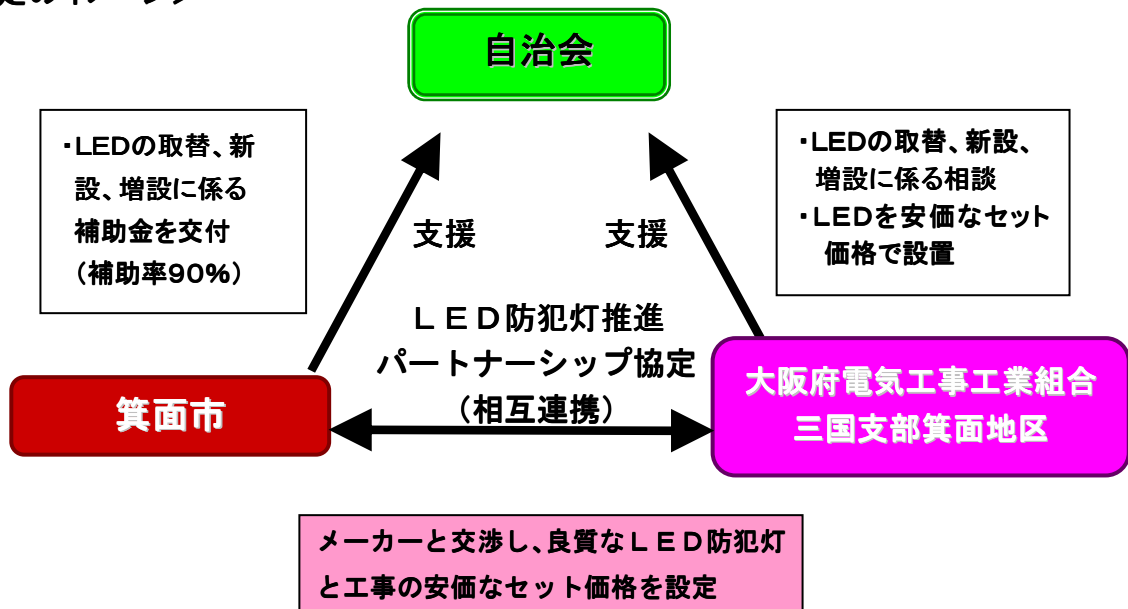 自治会
・LEDの取替、新
設、増設に係る
補助金を交付
（補助率90%）
・LEDの取替、新設、
増設に係る相談
・LEDを安価なセット
価格で設置
支援
支援
ＬＥＤ防犯灯推進
パートナーシップ協定
（相互連携）
箕面市
大阪府電気工事工業組合
三国支部箕面地区
メーカーと交渉し、良質なＬＥＤ防犯灯
と工事の安価なセット価格を設定